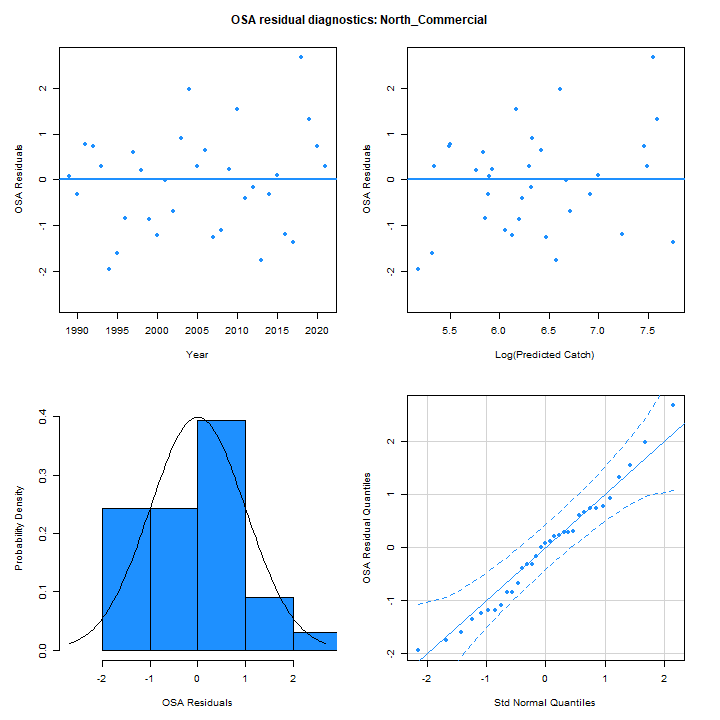 OSA residual diagnostics: North_Commercial
OSA Residuals
2
1
0
-1
-2
1990 1995 2000 2005 2010 2015 2020
Year
OSA Residuals
2
1
0
-1
-2
5.5 6.0 6.5 7.0 7.5
Log(Predicted Catch)
Probability Density
0.4
0.3
0.2
0.1
0.0
-2 -1 0 1 2
OSA Residuals
OSA Residual Quantiles
2
1
0
-1
-2
-2 -1 0 1 2
Std Normal Quantiles